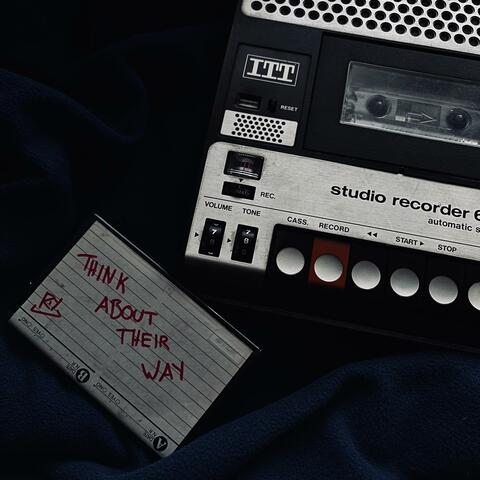 ITT
RESET
REC.
studio recorder 6
automatic s
VOLUME TONE
CASS. RECORD ◀◀ START ▶ STOP
THINK
ABOUT
THEIR
WAY
B
A